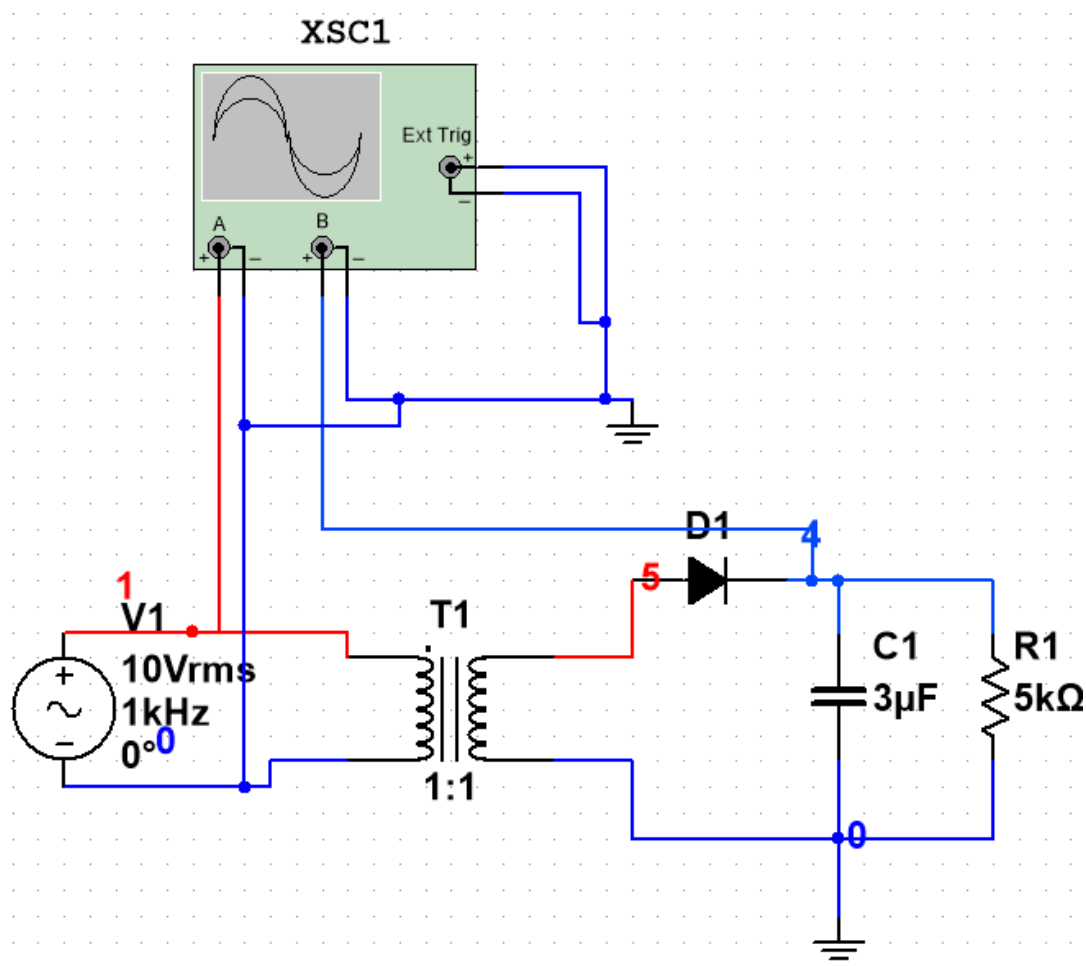 XSC1
Ext Trig
+
–
A
B
+
–
+
–
D1
4
5
1
V1
T1
10Vrms
1kHz
0°
0
+
–
1:1
C1
3µF
R1
5kΩ
0